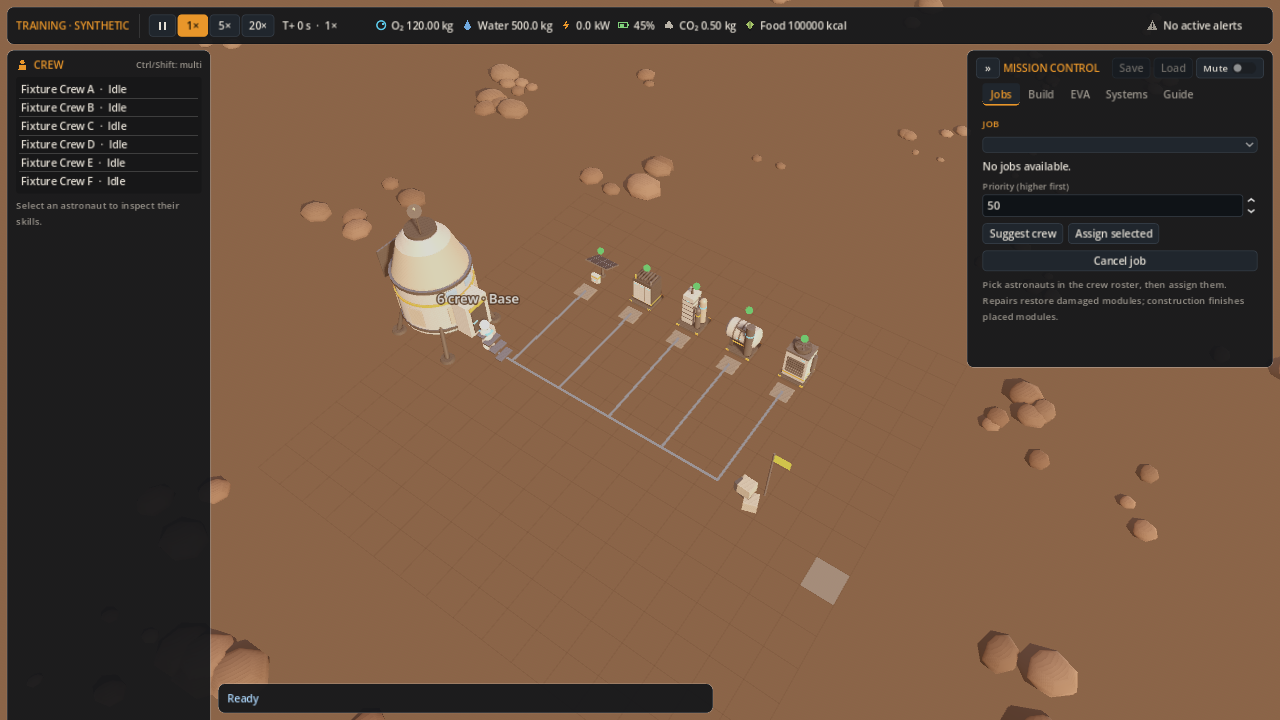 TRAINING · SYNTHETIC
1×
5×
20×
T+ 0 s · 1×
O₂ 120.00 kg
Water 500.0 kg
0.0 kW
45%
CO₂ 0.50 kg
Food 100000 kcal
No active alerts
CREW
Ctrl/Shift: multi
Fixture Crew A · Idle
Fixture Crew B · Idle
Fixture Crew C · Idle
Fixture Crew D · Idle
Fixture Crew E · Idle
Fixture Crew F · Idle
Select an astronaut to inspect their
skills.
6 crew · Base
» MISSION CONTROL
Save
Load
Mute
Jobs
Build
EVA
Systems
Guide
JOB
No jobs available.
Priority (higher first)
50
Suggest crew
Assign selected
Cancel job
Pick astronauts in the crew roster, then assign them.
Repairs restore damaged modules; construction finishes
placed modules.
Ready